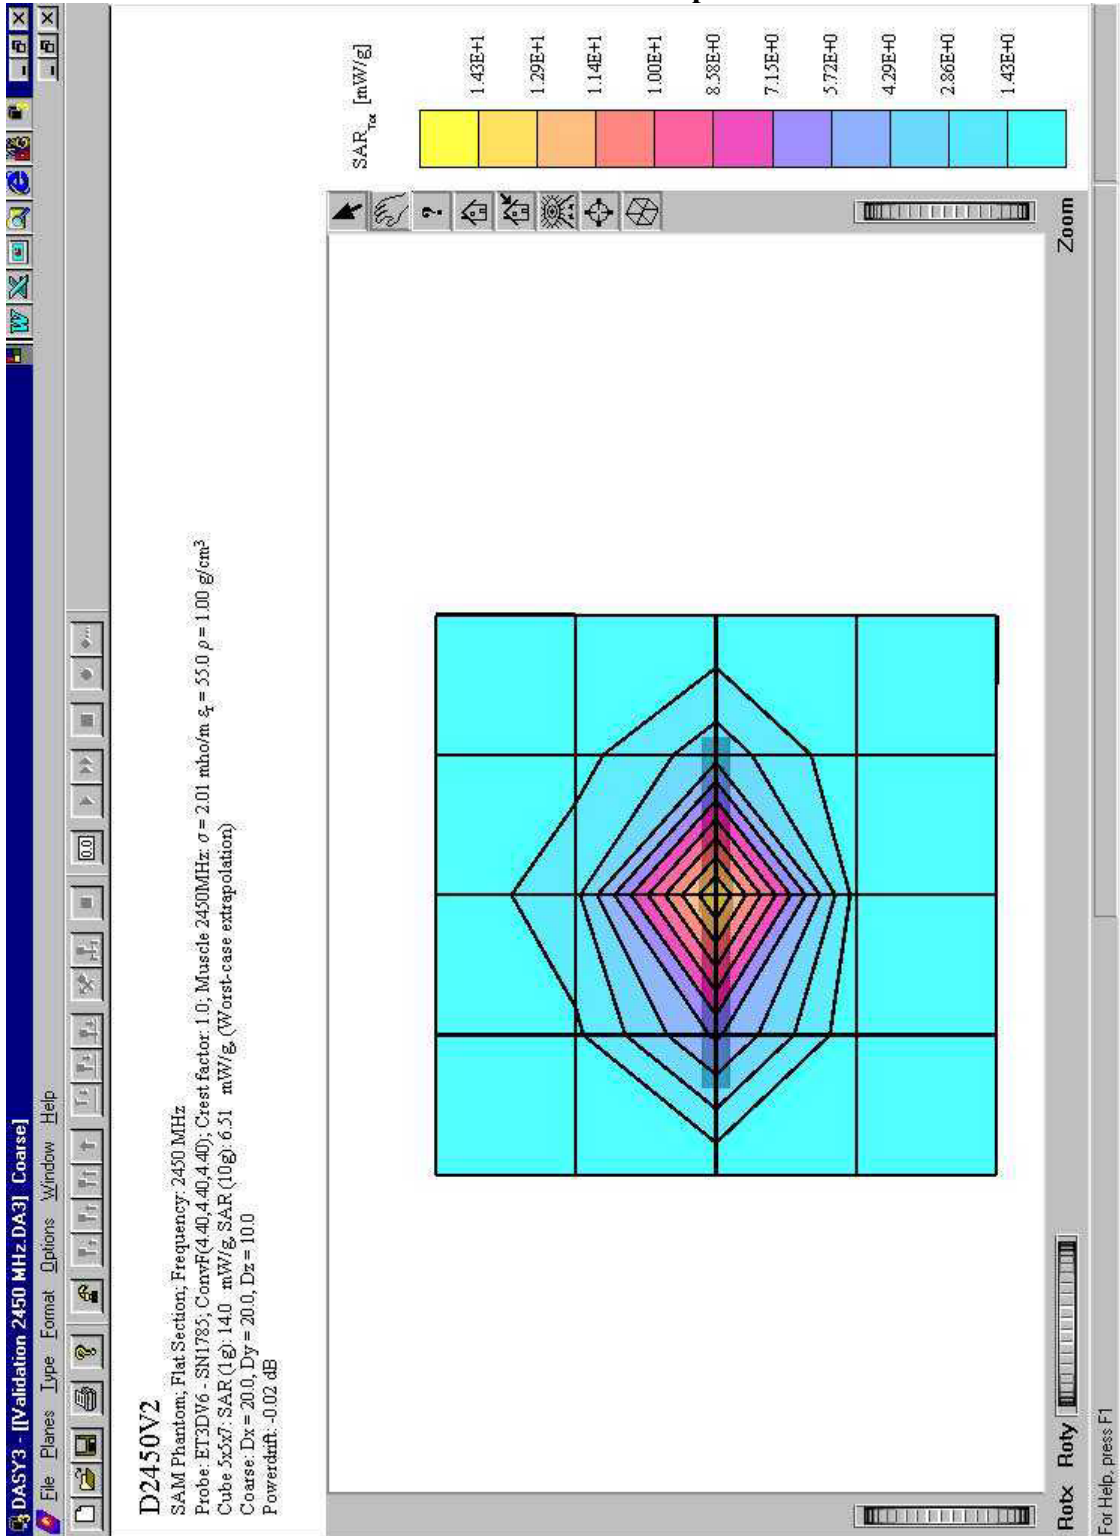 DASY3 - [[Validation 2450 MHz.DA3] Coarse]
File Planes Type Format Options Window Help
D2450V2
SAM Phantom; Flat Section; Frequency: 2450 MHz
Probe: ET3DV6 - SN1785; ConvF(4.40,4.40,4.40); Crest factor: 1.0; Muscle 2450MHz: σ = 2.01 mho/m εr = 55.0 ρ = 1.00 g/cm³
Cube 5x5x7: SAR (1g): 14.0 mW/g, SAR (10g): 6.51 mW/g, (Worst-case extrapolation)
Coarse: Dx = 20.0, Dy = 20.0, Dz = 10.0
Powerdrift: -0.02 dB
SARTot [mW/g]
1.43E+1
1.29E+1
1.14E+1
1.00E+1
8.58E+0
7.15E+0
5.72E+0
4.29E+0
2.86E+0
1.43E+0
Rotx Roty Zoom
For Help, press F1